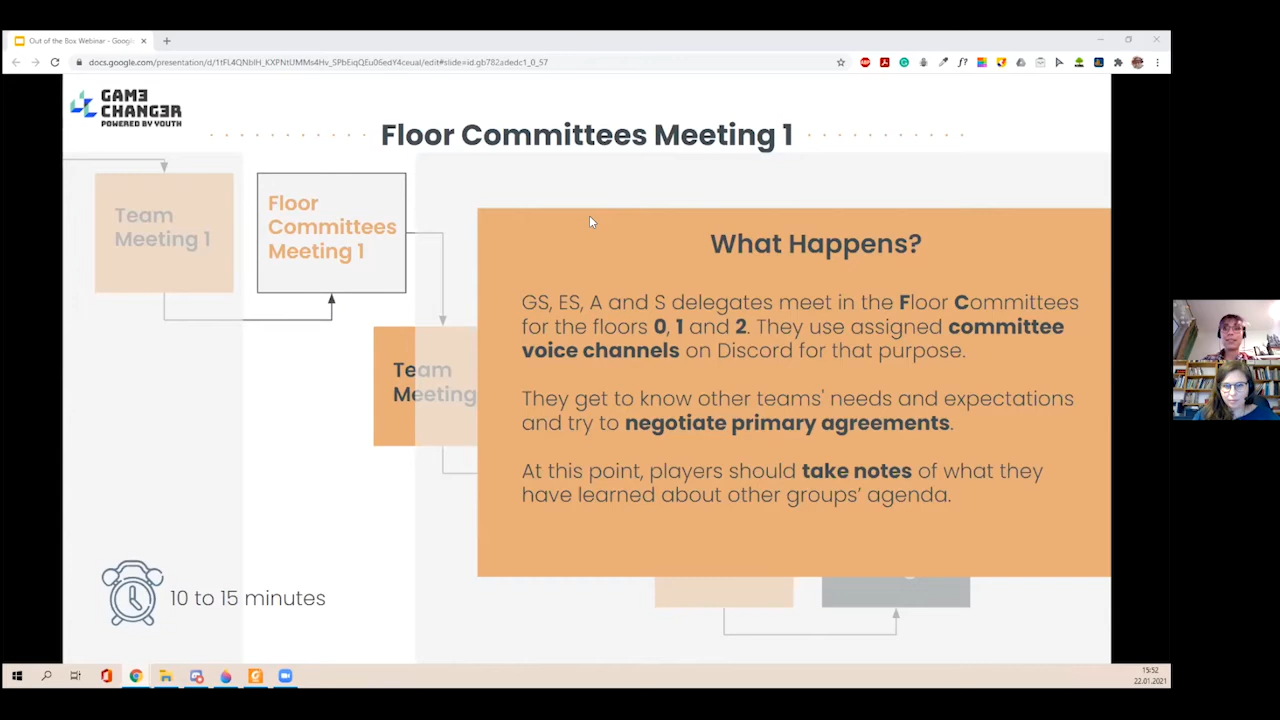 Out of the Box Webinar - Google
docs.google.com/presentation/d/1tFL4QNblH_KXPNtUMMs4Hv_SPbEiqQEu06edY4ceuaI/edit#slide=id.gb782adedc1_0_57
GAM3
CHANG3R
POWERED BY YOUTH
Floor Committees Meeting 1
Team
Meeting 1
Floor
Committees
Meeting 1
Team
Meeting
What Happens?
GS, ES, A and S delegates meet in the Floor Committees
for the floors 0, 1 and 2. They use assigned committee
voice channels on Discord for that purpose.
They get to know other teams' needs and expectations
and try to negotiate primary agreements.
At this point, players should take notes of what they
have learned about other groups' agenda.
10 to 15 minutes
15:52
22.01.2021